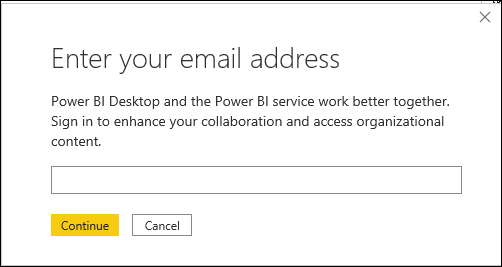 Enter your email address
Power BI Desktop and the Power BI service work better together.
Sign in to enhance your collaboration and access organizational
content.
Continue
Cancel